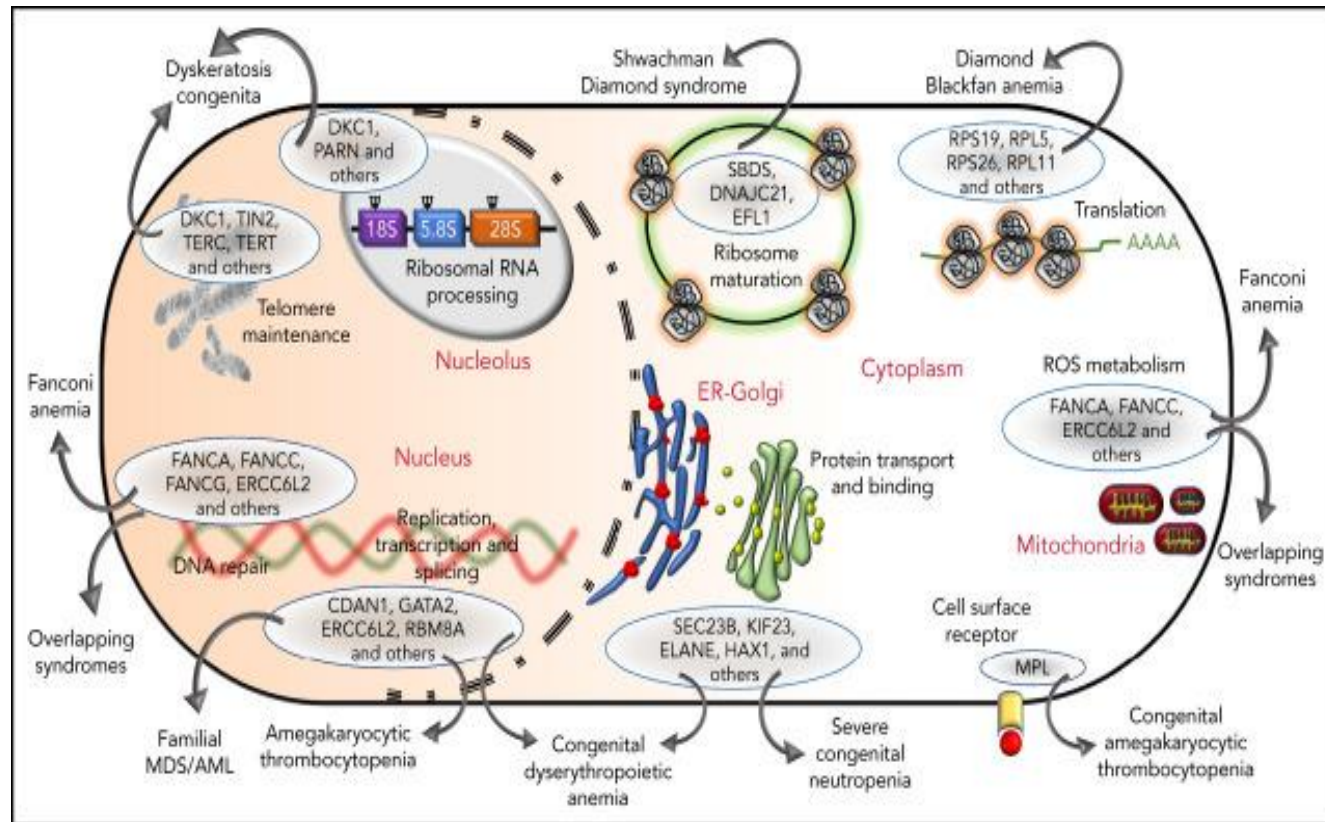 Dyskeratosis
congenita
Shwachman
Diamond syndrome
Diamond
Blackfan anemia
DKC1,
PARN and
others
DKC1, TIN2,
TERC, TERT
and others
Telomere
maintenance
18S
5.8S
28S
Ribosomal RNA
processing
Nucleolus
SBDS,
DNAJC21,
EFL1
Ribosome
maturation
RPS19, RPL5,
RPS26, RPL11
and others
Translation
AAAA
Fanconi
anemia
Cytoplasm
ROS metabolism
FANCA, FANCC,
ERCC6L2 and
others
Mitochondria
Overlapping
syndromes
ER-Golgi
Protein transport
and binding
Fanconi
anemia
Nucleus
FANCA, FANCC,
FANCG, ERCC6L2
and others
DNA repair
Replication,
transcription and
splicing
Overlapping
syndromes
CDAN1, GATA2,
ERCC6L2, RBM8A
and others
SEC23B, KIF23,
ELANE, HAX1, and
others
Cell surface
receptor
MPL
Familial
MDS/AML
Amegakaryocytic
thrombocytopenia
Congenital
dyserythropoietic
anemia
Severe
congenital
neutropenia
Congenital
amegakaryocytic
thrombocytopenia